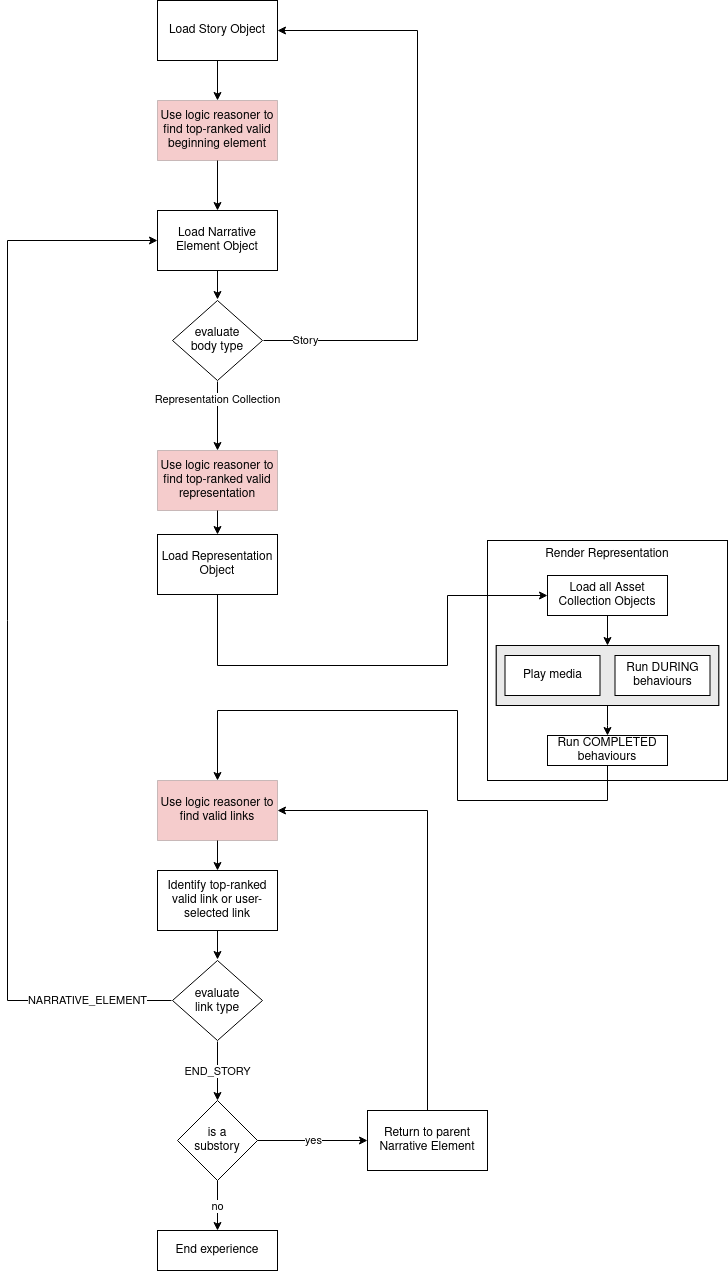 Load Story Object
Use logic reasoner to
find top-ranked valid
beginning element
Load Narrative
Element Object
evaluate
body type
Story
Representation Collection
Use logic reasoner to
find top-ranked valid
representation
Load Representation
Object
Render Representation
Load all Asset
Collection Objects
Play media
Run DURING
behaviours
Run COMPLETED
behaviours
Use logic reasoner to
find valid links
Identify top-ranked
valid link or user-
selected link
evaluate
link type
NARRATIVE_ELEMENT
END_STORY
is a
substory
yes
Return to parent
Narrative Element
no
End experience